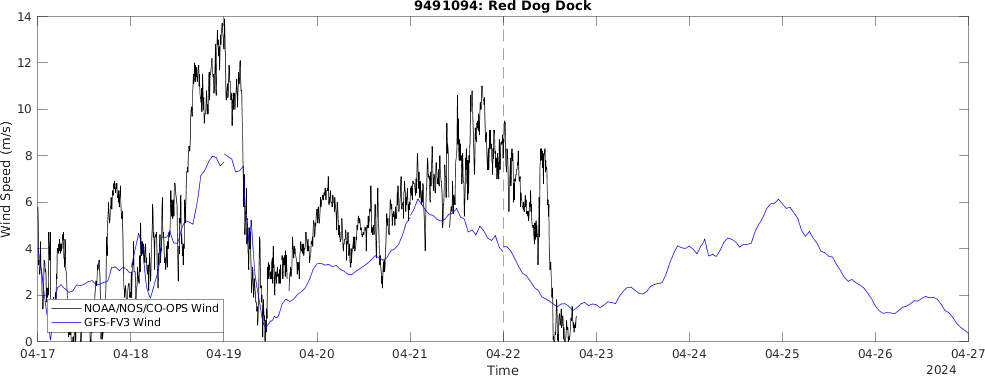 9491094: Red Dog Dock
Wind Speed (m/s)
14
12
10
8
6
4
2
0
NOAA/NOS/CO-OPS Wind
GFS-FV3 Wind
04-17 04-18 04-19 04-20 04-21 04-22 04-23 04-24 04-25 04-26 04-27
Time
2024